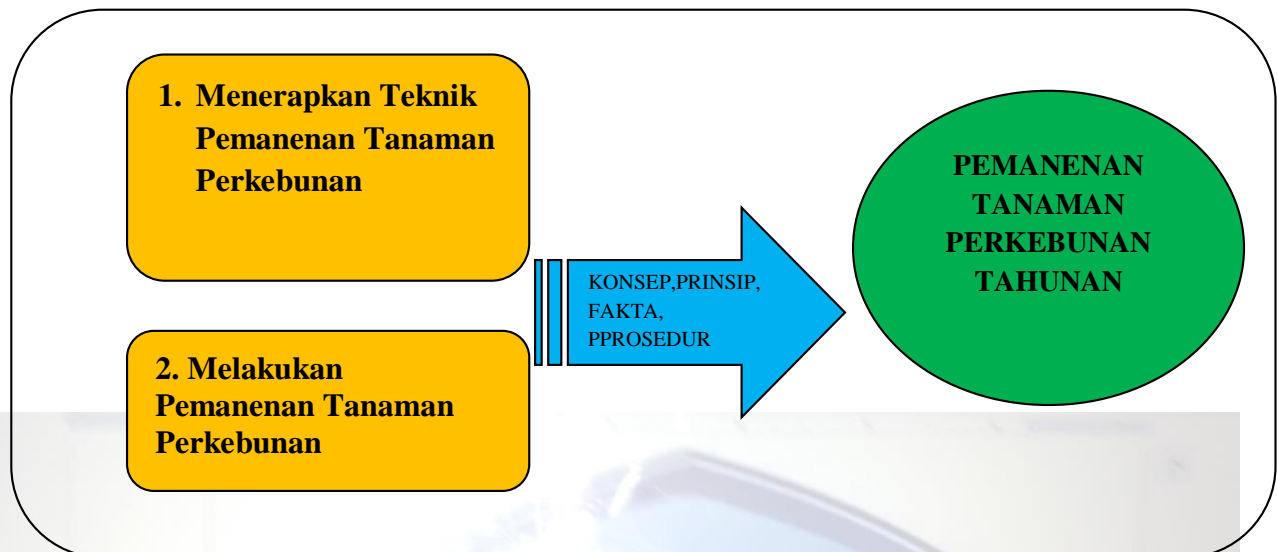 1. Menerapkan Teknik
Pemanenan Tanaman
Perkebunan
2. Melakukan
Pemanenan Tanaman
Perkebunan
KONSEP,PRINSIP,
FAKTA,
PPROSEDUR
PEMANENAN
TANAMAN
PERKEBUNAN
TAHUNAN